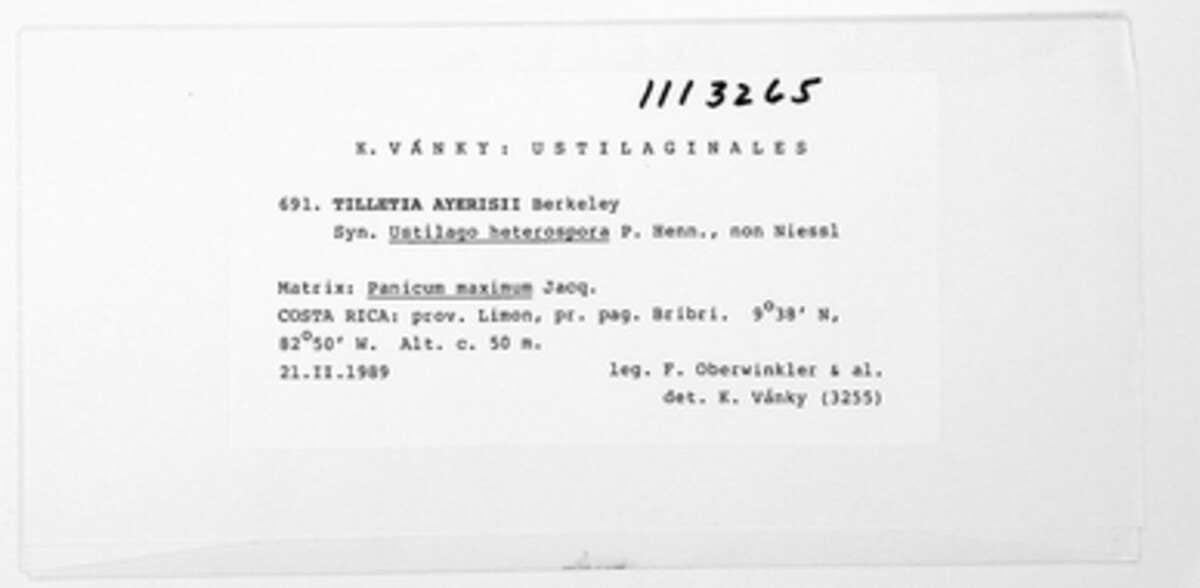 1113265
K. VÁNKY: USTILAGINALES
691. TILLETIA AYERISII Berkeley
Syn. Ustilago heterospora P. Henn., non Niessl
Matrix: Panicum maximum Jacq.
COSTA RICA: prov. Limon, pr. pag. Bribri. 9°38' N,
82°50' W. Alt. c. 50 m.
21.II.1989 leg. F. Oberwinkler & al.
det. K. Vánky (3255)